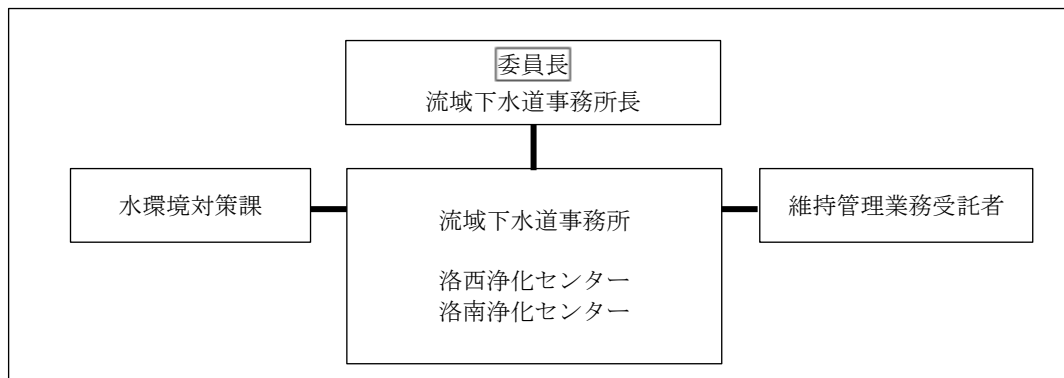 委員長
流域下水道事務所長
水環境対策課
流域下水道事務所
洛西浄化センター
洛南浄化センター
維持管理業務受託者